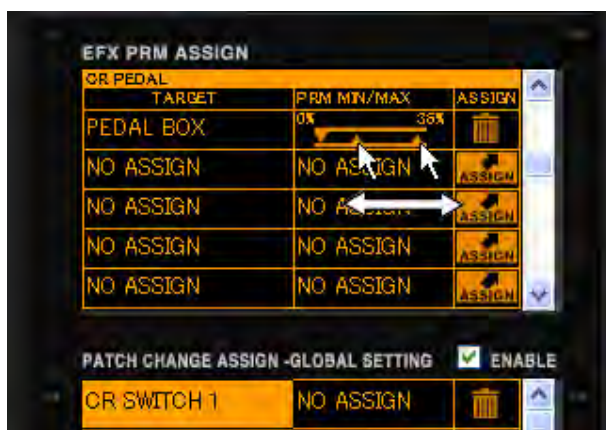 EFX PRM ASSIGN
CR PEDAL
TARGET PRM MIN/MAX ASSIGN
PEDAL BOX 0% 35%
NO ASSIGN NO ASSIGN ASSIGN
NO ASSIGN NO ASSIGN
NO ASSIGN NO ASSIGN ASSIGN
NO ASSIGN NO ASSIGN ASSIGN
PATCH CHANGE ASSIGN -GLOBAL SETTING ENABLE
CR SWITCH 1 NO ASSIGN